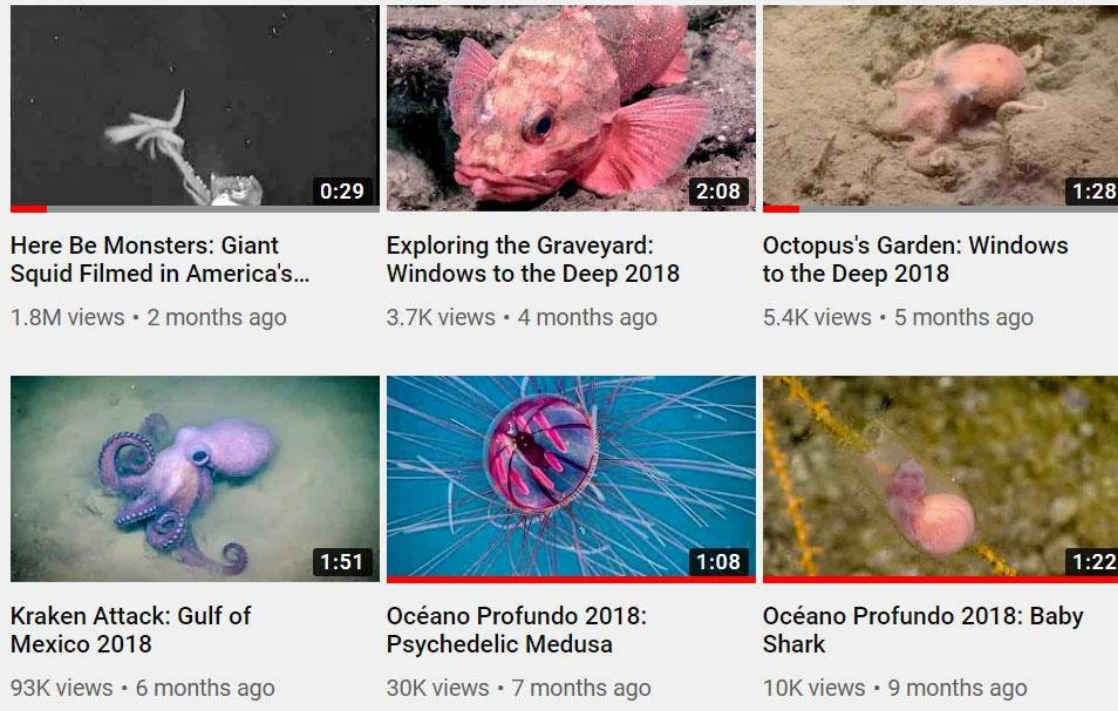 0:29
2:08
1:28
Here Be Monsters: Giant
Squid Filmed in America's...
1.8M views • 2 months ago
Exploring the Graveyard:
Windows to the Deep 2018
3.7K views • 4 months ago
Octopus's Garden: Windows
to the Deep 2018
5.4K views • 5 months ago
1:51
1:08
1:22
Kraken Attack: Gulf of
Mexico 2018
93K views • 6 months ago
Océano Profundo 2018:
Psychedelic Medusa
30K views • 7 months ago
Océano Profundo 2018: Baby
Shark
10K views • 9 months ago